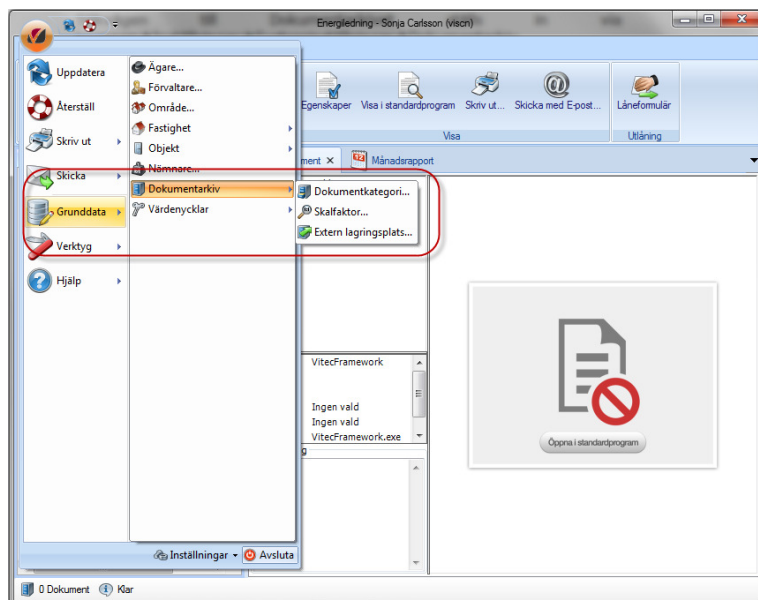 Energiledning - Sonja Carlsson (viscn)
Uppdatera
Återställ
Skriv ut
Skicka
Grunddata
Verktyg
Hjälp
Ägare...
Förvaltare...
Område...
Fastighet
Objekt
Nämnare...
Dokumentarkiv
Värdenycklar
Dokumentkategori...
Skalfaktor...
Extern lagringsplats...
Egenskaper
Visa i standardprogram
Skriv ut...
Skicka med E-post...
Låneformulär
Visa
Utlåning
ment
Månadsrapport
VitecFramework
Ingen vald
Ingen vald
VitecFramework.exe
g
Öppna i standardprogram
Inställningar
Avsluta
0 Dokument
Klar